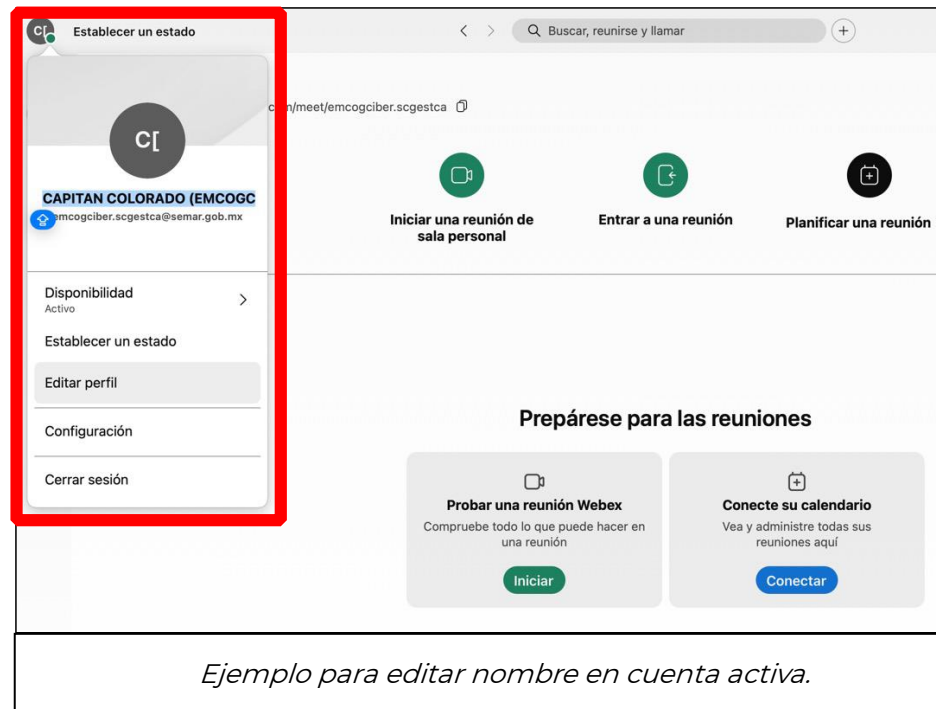 C[ Establecer un estado
< > Buscar, reunirse y llamar +
/meet/emcogciber.scgestca
C[
CAPITAN COLORADO (EMCOGC
emcogciber.scgestca@semar.gob.mx
Iniciar una reunión de
sala personal
Entrar a una reunión
Planificar una reunión
Disponibilidad
Activo
Establecer un estado
Editar perfil
Configuración
Cerrar sesión
Prepárese para las reuniones
Probar una reunión Webex
Compruebe todo lo que puede hacer en
una reunión
Iniciar
Conecte su calendario
Vea y administre todas sus
reuniones aquí
Conectar
Ejemplo para editar nombre en cuenta activa.